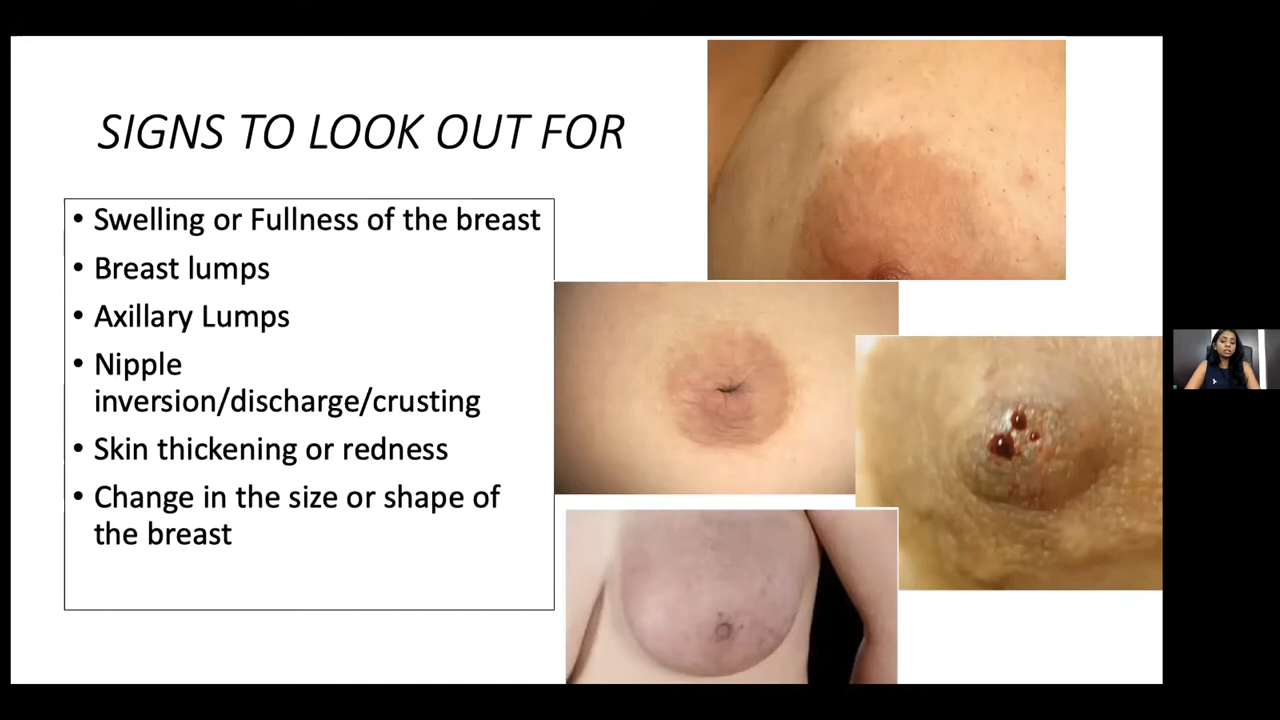 SIGNS TO LOOK OUT FOR
• Swelling or Fullness of the breast
• Breast lumps
• Axillary Lumps
• Nipple
inversion/discharge/crusting
• Skin thickening or redness
• Change in the size or shape of
the breast